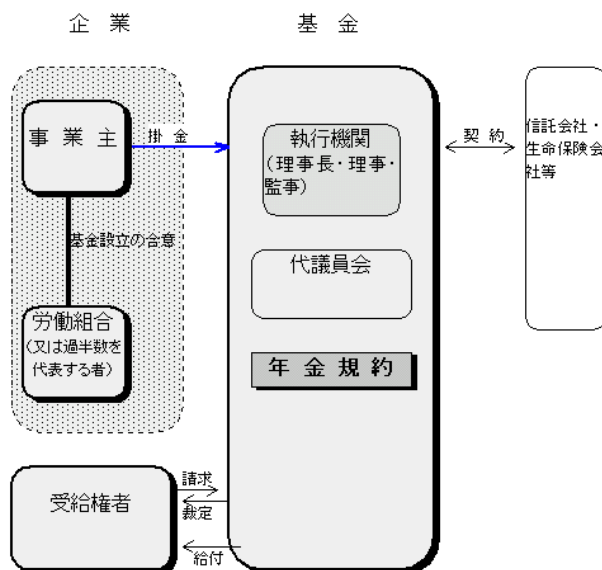 企 業
基 金
事 業 主
掛 金
執行機関
(理事長・理事・
監事)
契 約
信託会社・
生命保険会
社等
基金設立の合意
代議員会
労働組合
(又は過半数を
代表する者)
年 金 規 約
受給権者
請求
裁定
給付